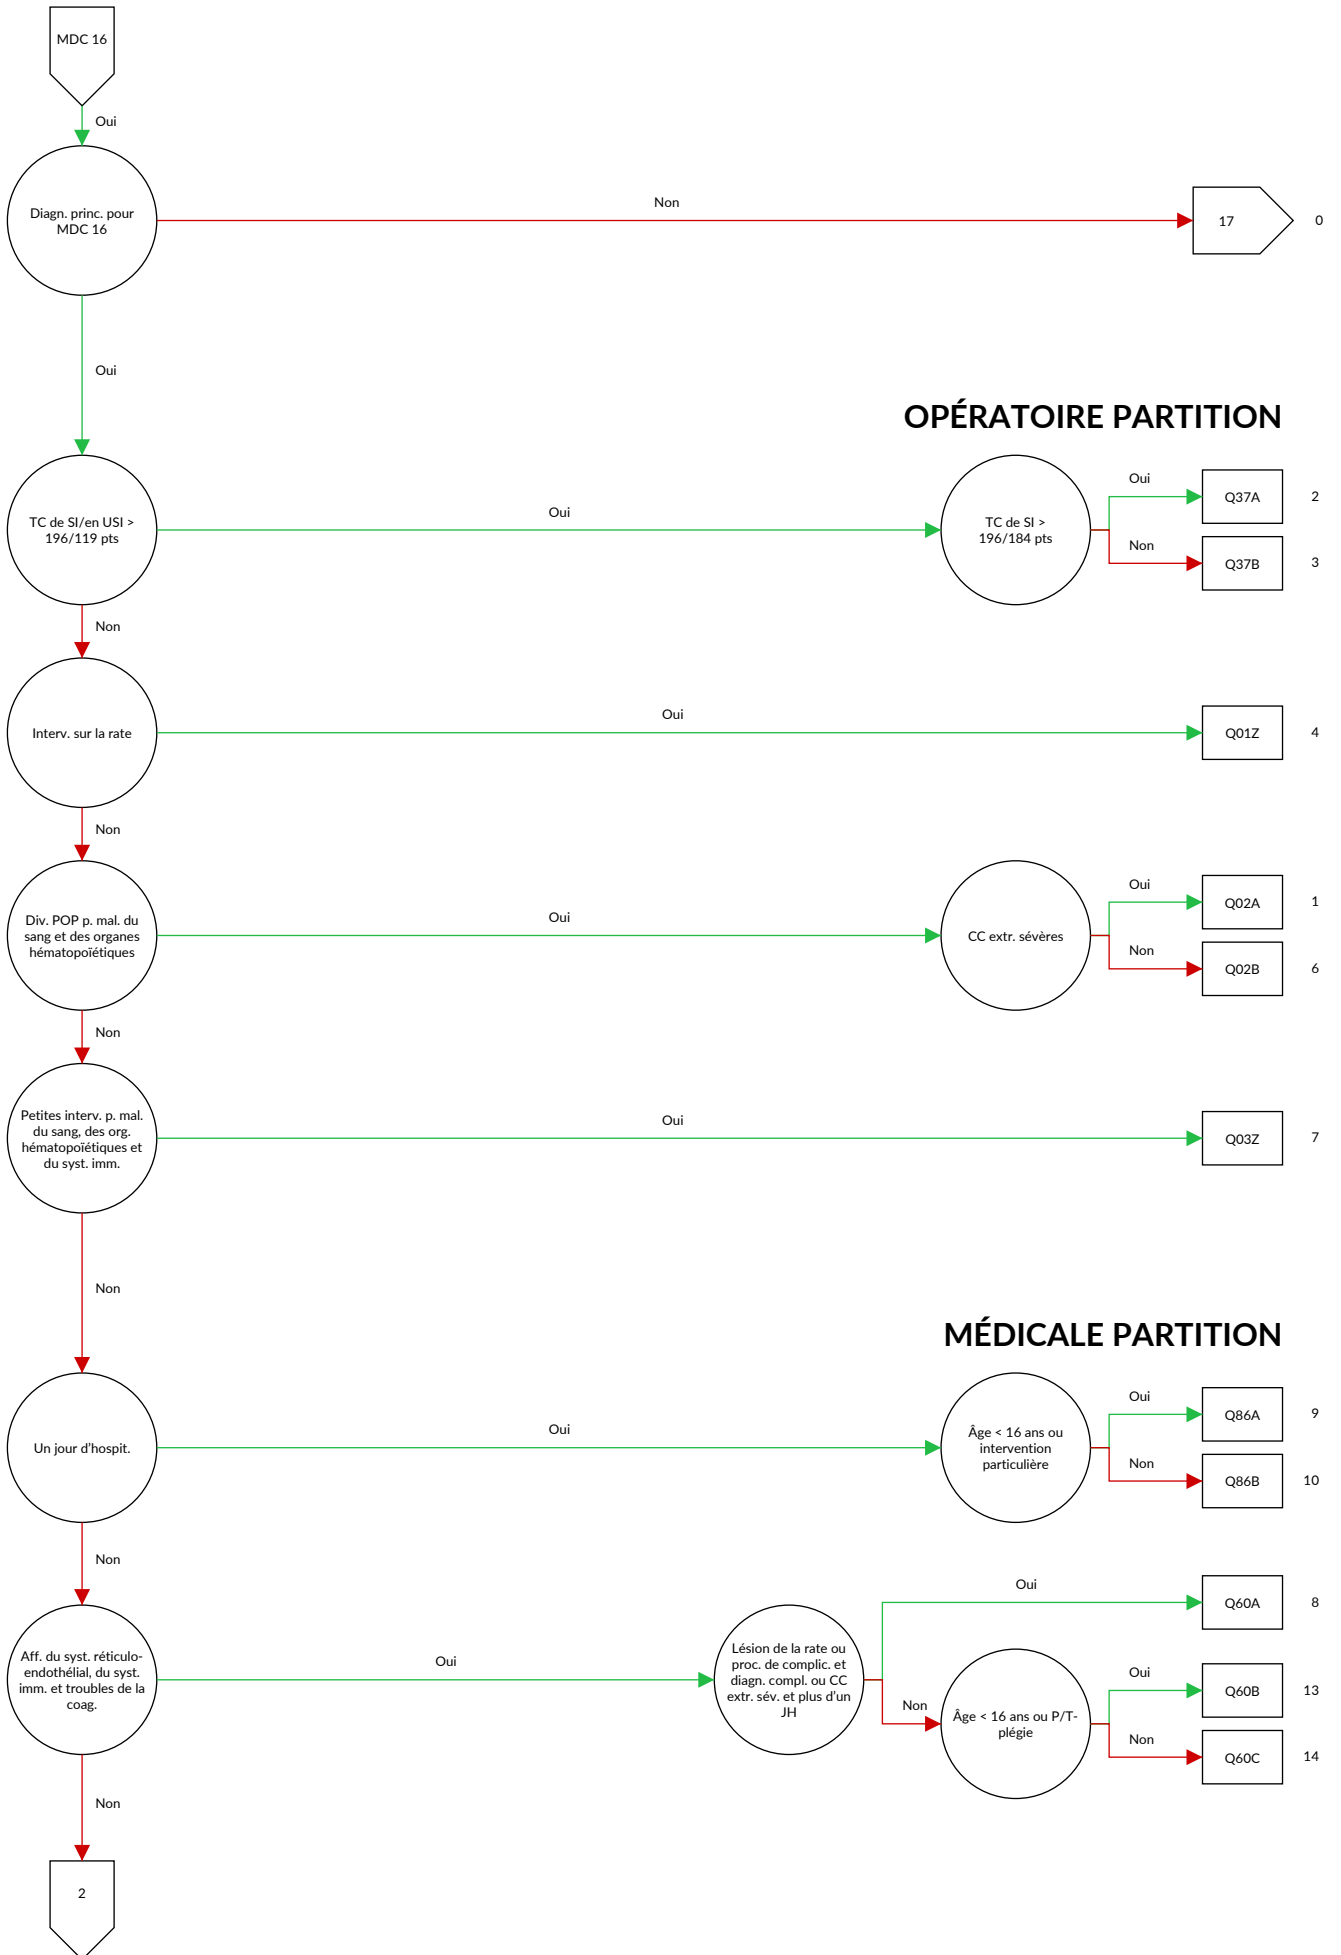 MDC 16
Oui
Diagn. princ. pour
MDC 16
Non
17
0
Oui
OPÉRATOIRE PARTITION
TC de SI/en USI >
196/119 pts
Oui
TC de SI >
196/184 pts
Oui
Q37A
2
Non
Q37B
3
Non
Interv. sur la rate
Oui
Q01Z
4
Non
Div. POP p. mal. du
sang et des organes
hématopoïétiques
Oui
CC extr. sévères
Oui
Q02A
1
Non
Q02B
6
Non
Petites interv. p. mal.
du sang, des org.
hématopoïétiques et
du syst. imm.
Oui
Q03Z
7
Non
MÉDICALE PARTITION
Un jour d'hospit.
Oui
Âge < 16 ans ou
intervention
particulière
Oui
Q86A
9
Non
Q86B
10
Non
Aff. du syst. réticulo-
endothélial, du syst.
imm. et troubles de la
coag.
Oui
Lésion de la rate ou
proc. de complic. et
diagn. compl. ou CC
extr. sév. et plus d'un
JH
Oui
Q60A
8
Non
Âge < 16 ans ou P/T-
plégie
Oui
Q60B
13
Non
Q60C
14
Non
2